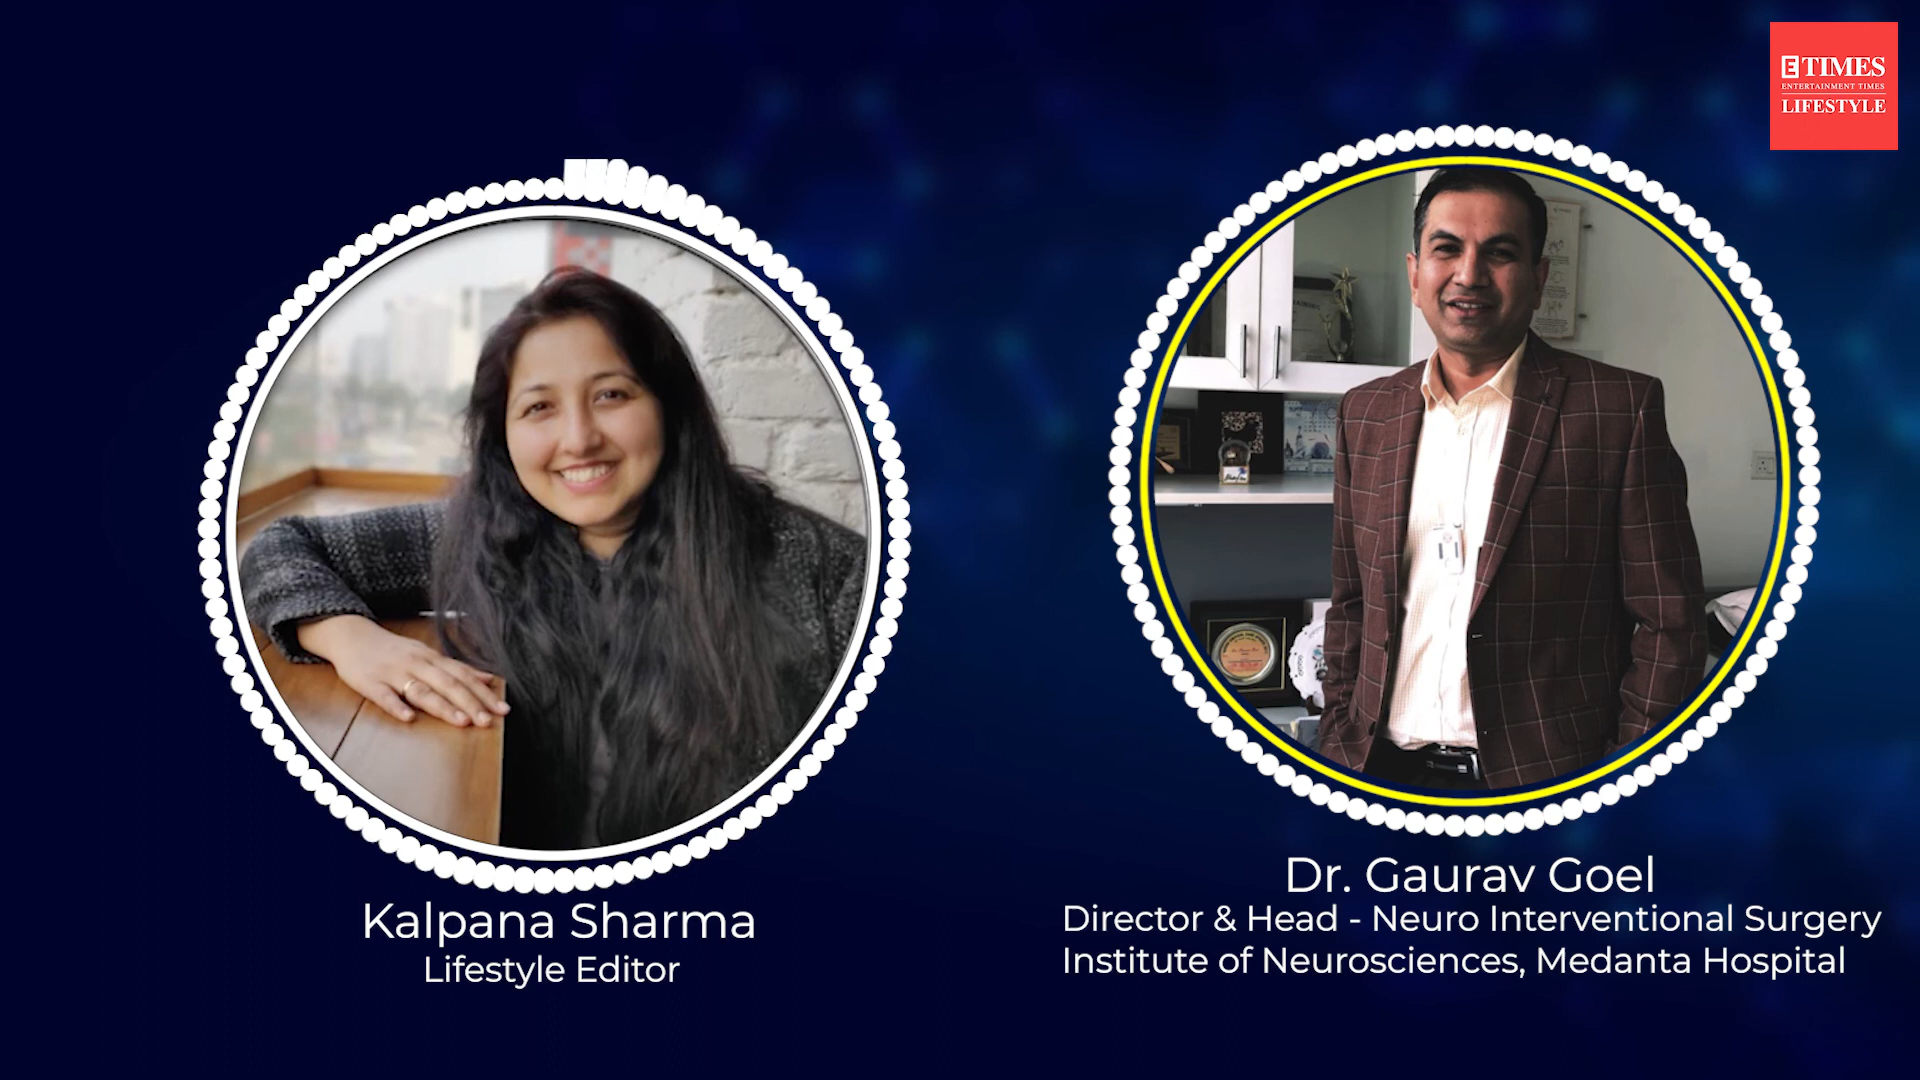 ETIMES
ENTERTAINMENT TIMES
LIFESTYLE
Kalpana Sharma
Lifestyle Editor
Dr. Gaurav Goel
Director & Head - Neuro Interventional Surgery
Institute of Neurosciences, Medanta Hospital